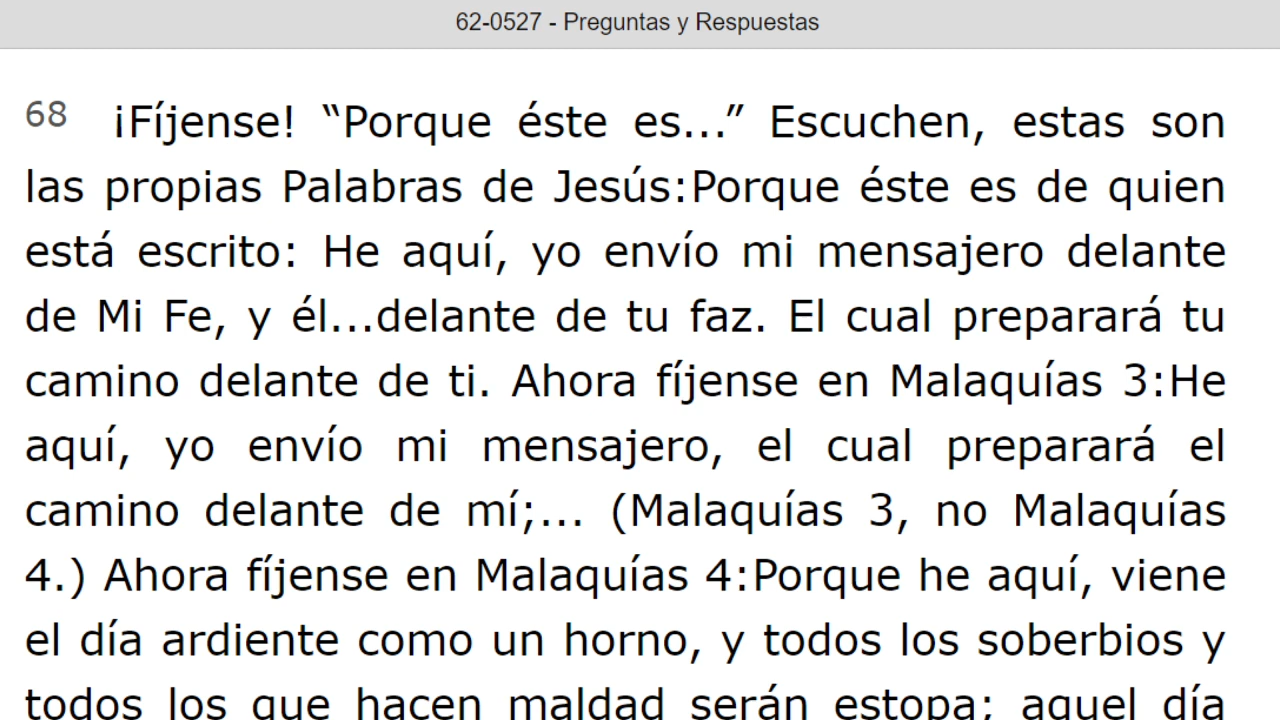 62-0527 - Preguntas y Respuestas
68 ¡Fíjense! “Porque éste es...” Escuchen, estas son
las propias Palabras de Jesús:Porque éste es de quien
está escrito: He aquí, yo envío mi mensajero delante
de Mi Fe, y él...delante de tu faz. El cual preparará tu
camino delante de ti. Ahora fíjense en Malaquías 3:He
aquí, yo envío mi mensajero, el cual preparará el
camino delante de mí;... (Malaquías 3, no Malaquías
4.) Ahora fíjense en Malaquías 4:Porque he aquí, viene
el día ardiente como un horno, y todos los soberbios y
todos los que hacen maldad serán estopa; aquel día